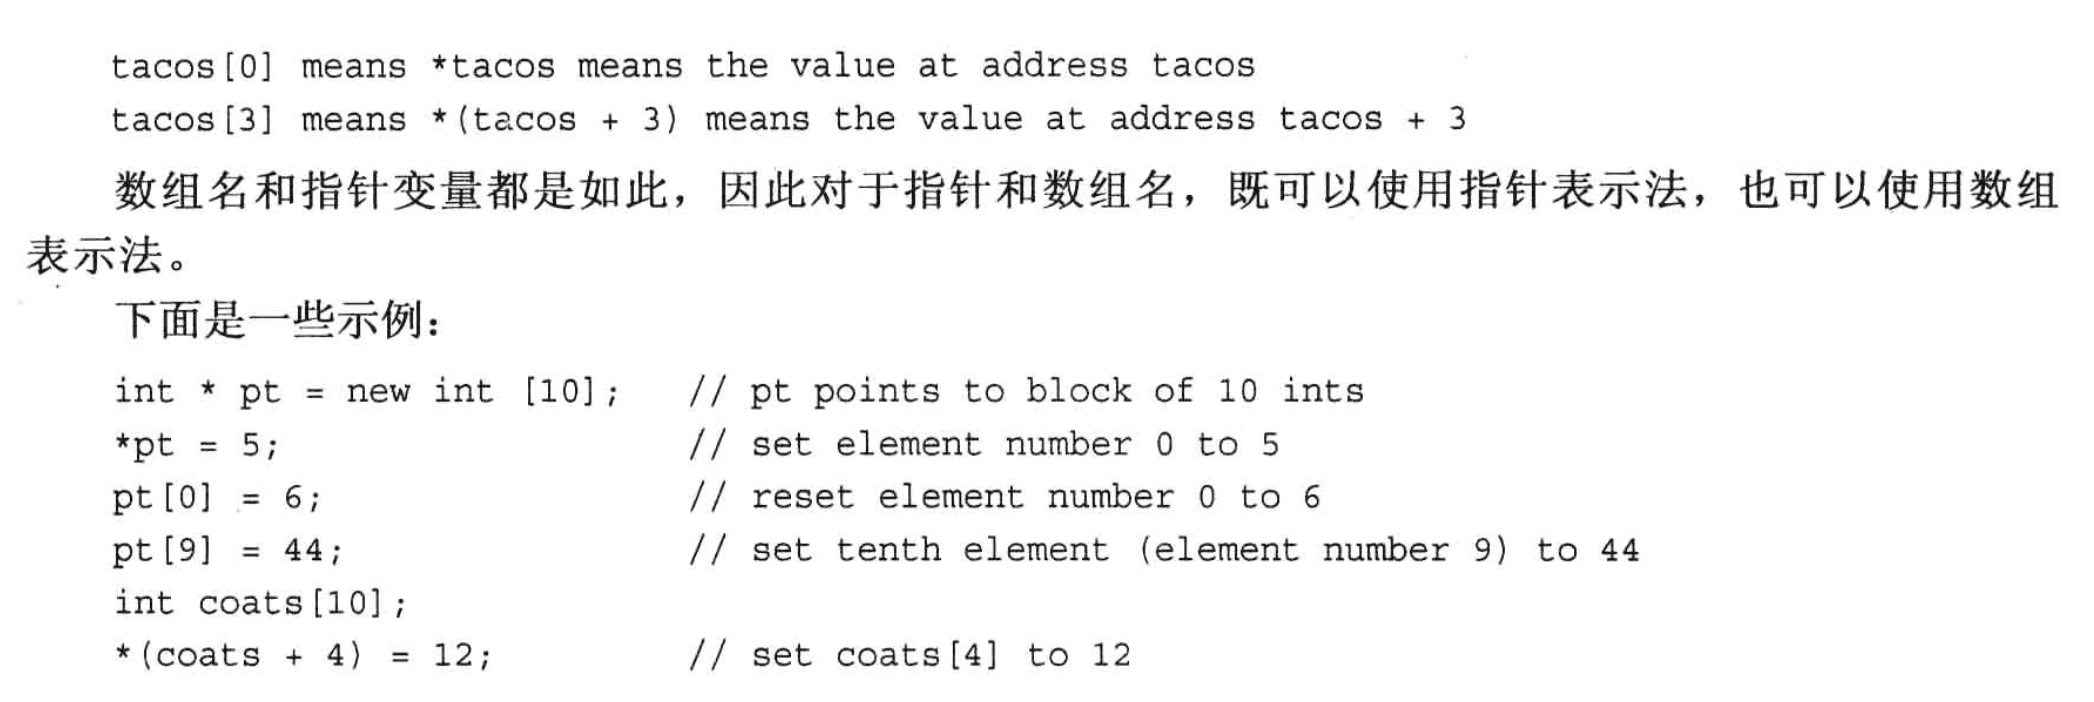 tacos[0] means *tacos means the value at address tacos
tacos[3] means *(tacos + 3) means the value at address tacos + 3
数组名和指针变量都是如此，因此对于指针和数组名，既可以使用指针表示法，也可以使用数组
表示法。
下面是一些示例：
int * pt = new int [10];   // pt points to block of 10 ints
*pt = 5;                   // set element number 0 to 5
pt[0] = 6;                 // reset element number 0 to 6
pt[9] = 44;                // set tenth element (element number 9) to 44
int coats[10];
*(coats + 4) = 12;         // set coats[4] to 12